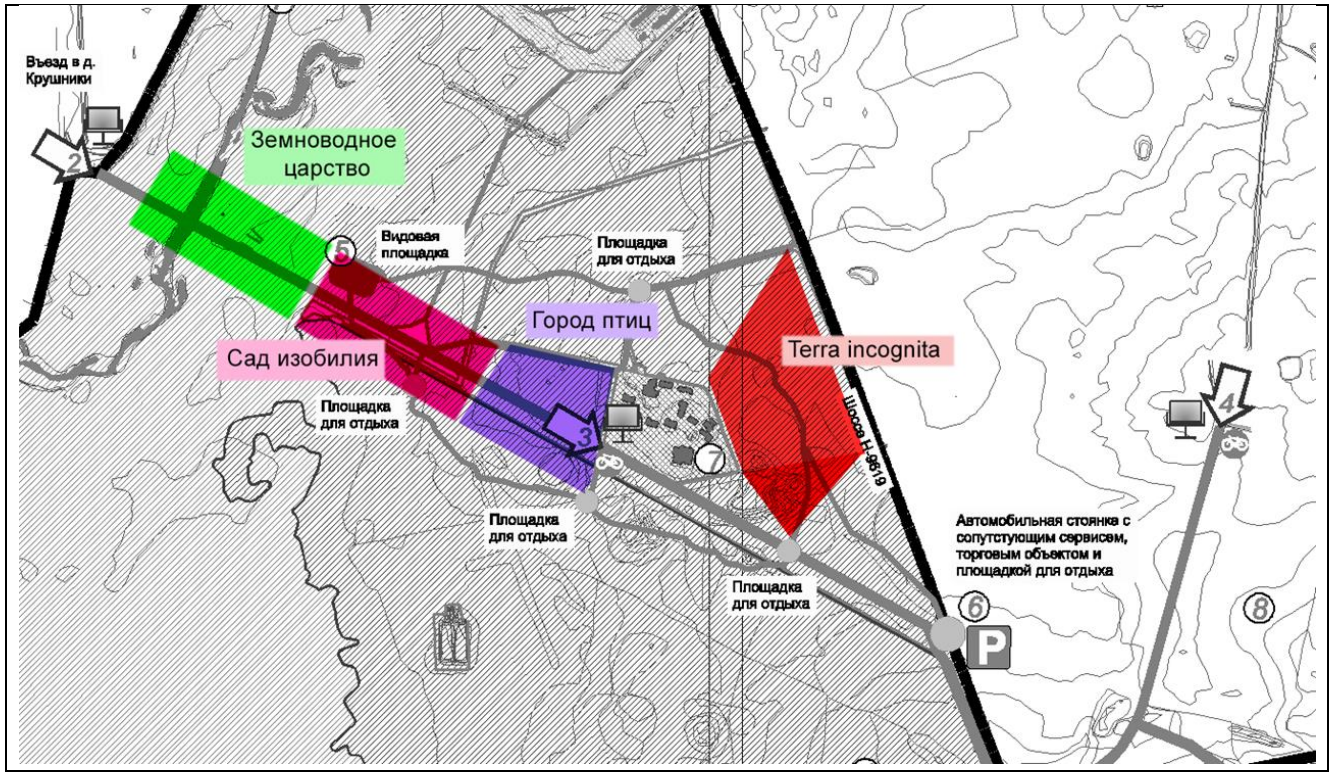 Въезд в д.
Крушники
2
Земноводное
царство
5
Видовая
площадка
Площадка
для отдыха
Город птиц
Сад изобилия
Terra incognita
Площадка
для отдыха
3
7
Шоссе Н-9619
4
Площадка
для отдыха
Автомобильная стоянка с
сопутстующим сервисем,
торговым объектом и
площадкой для отдыха
Площадка
для отдыха
6
P
8